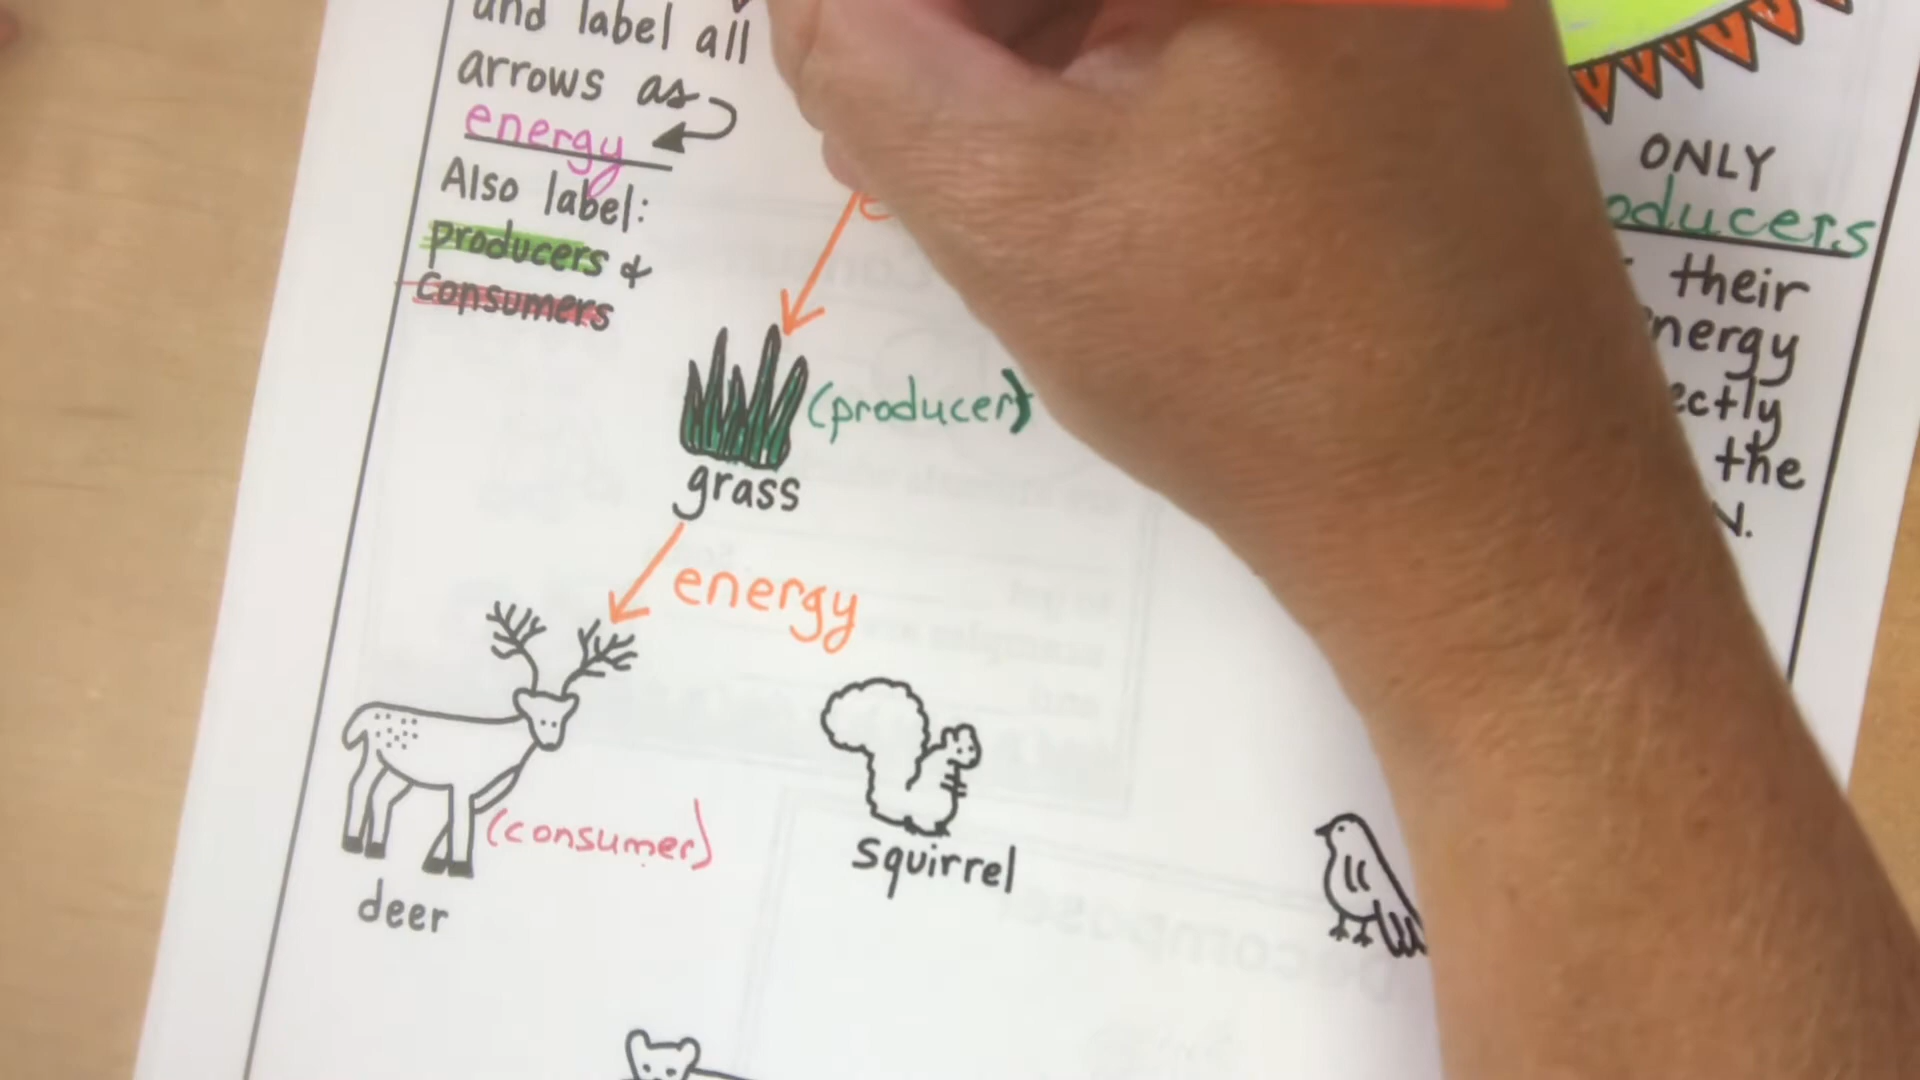 and label all
arrows as
energy
Also label:
producers &
consumers
(producer)
grass
energy
(consumer)
deer
squirrel
ONLY
oducers
their
nergy
ectly
the
N.